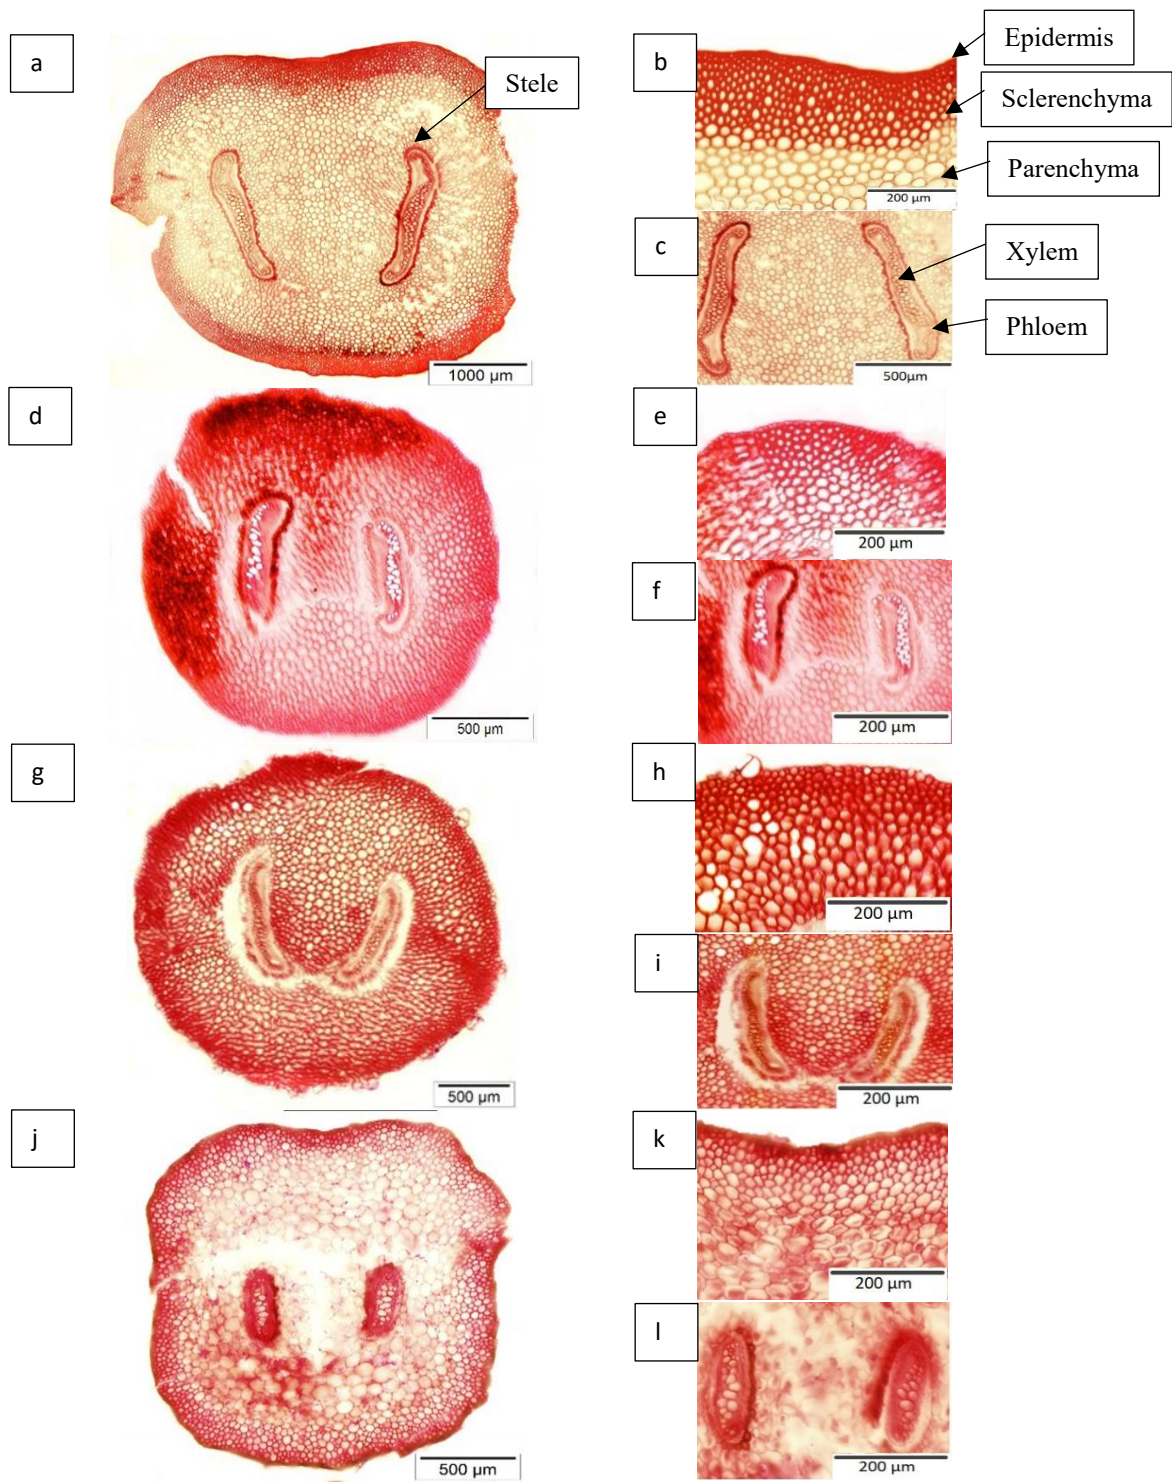 a
Stele
1000 µm
b
Epidermis
Sclerenchyma
Parenchyma
200 µm
c
Xylem
Phloem
500µm
d
500 µm
e
200 µm
f
200 µm
g
500 µm
h
200 µm
i
200 µm
j
500 µm
k
200 µm
l
200 µm